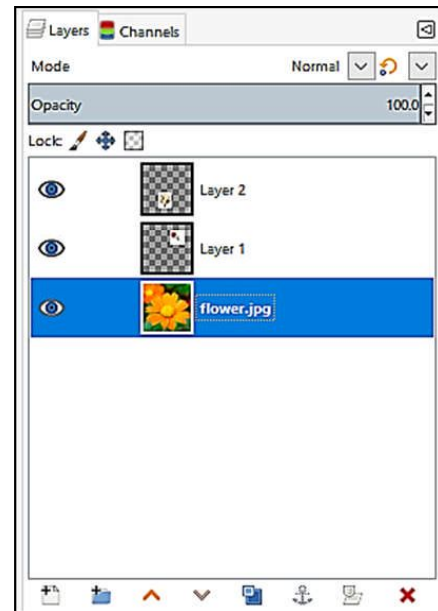 Layers Channels
Mode Normal
Opacity 100.0
Lock:
Layer 2
Layer 1
flower.jpg